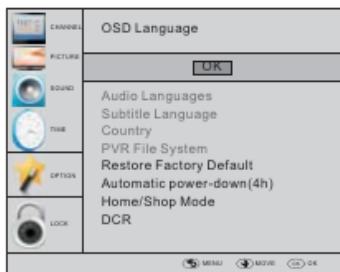 CHANNEL
PICTURE
SOUND
TIME
OPTION
LOCK
OSD Language
OK
Audio Languages
Subtitle Language
Country
PVR File System
Restore Factory Default
Automatic power-down(4h)
Home/Shop Mode
DCR
MENU MOVE OK OK